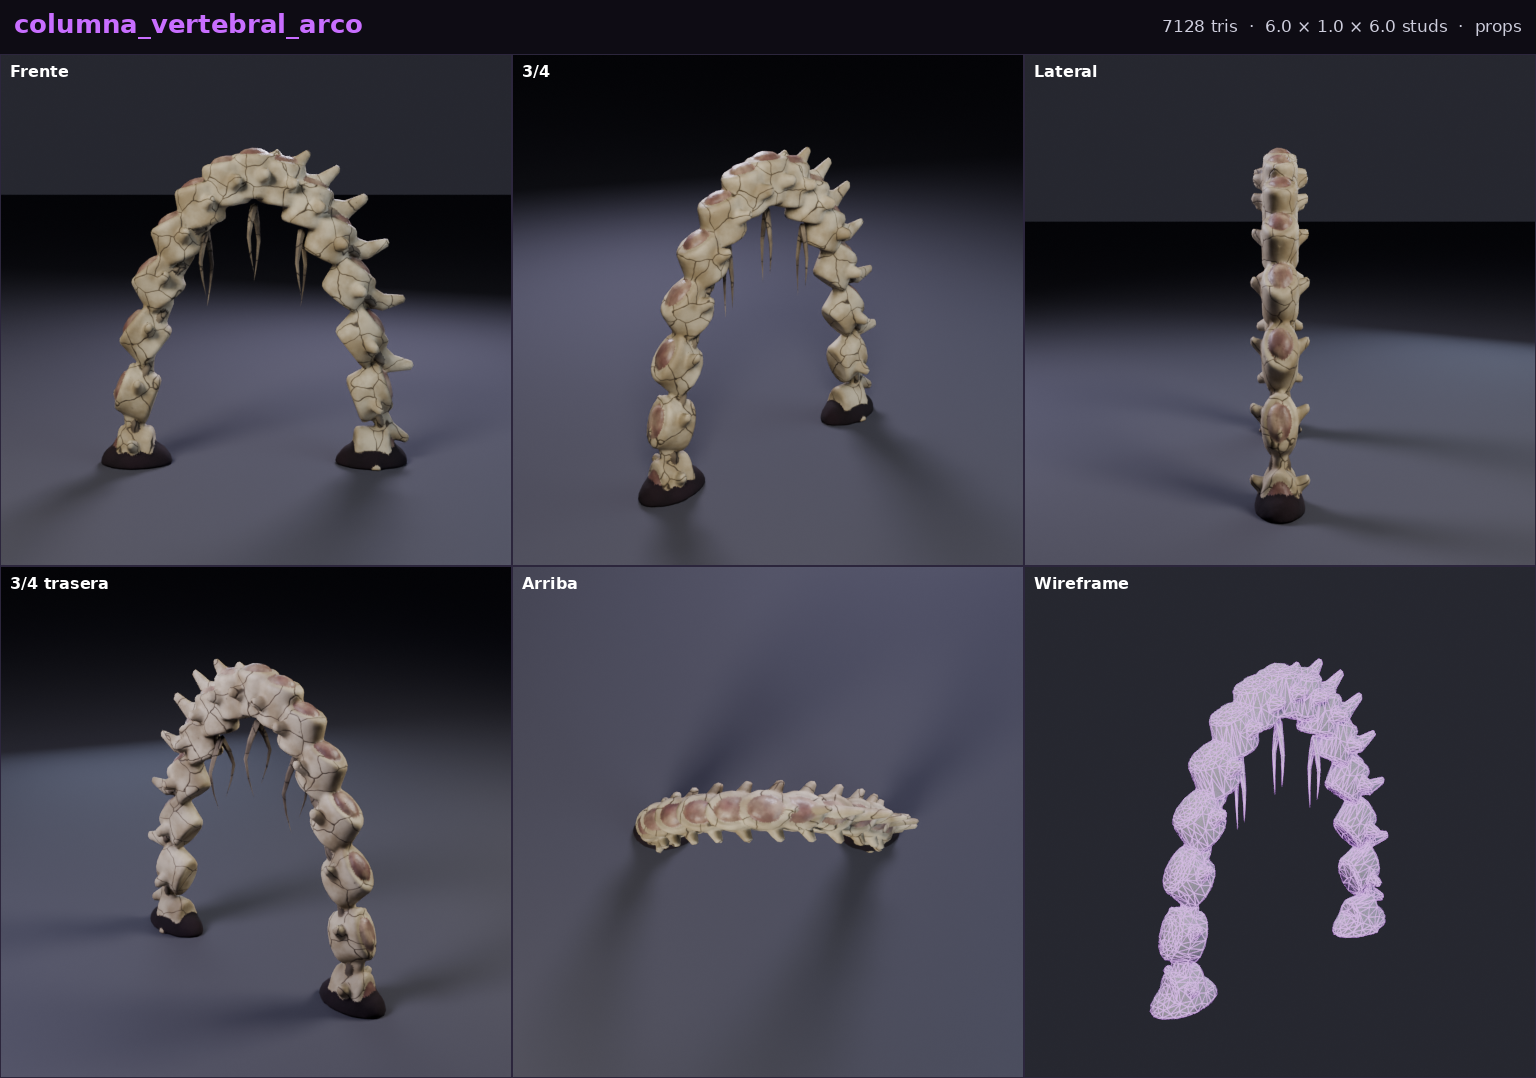 columna_vertebral_arco
7128 tris · 6.0 × 1.0 × 6.0 studs · props
Frente
3/4
Lateral
3/4 trasera
Arriba
Wireframe